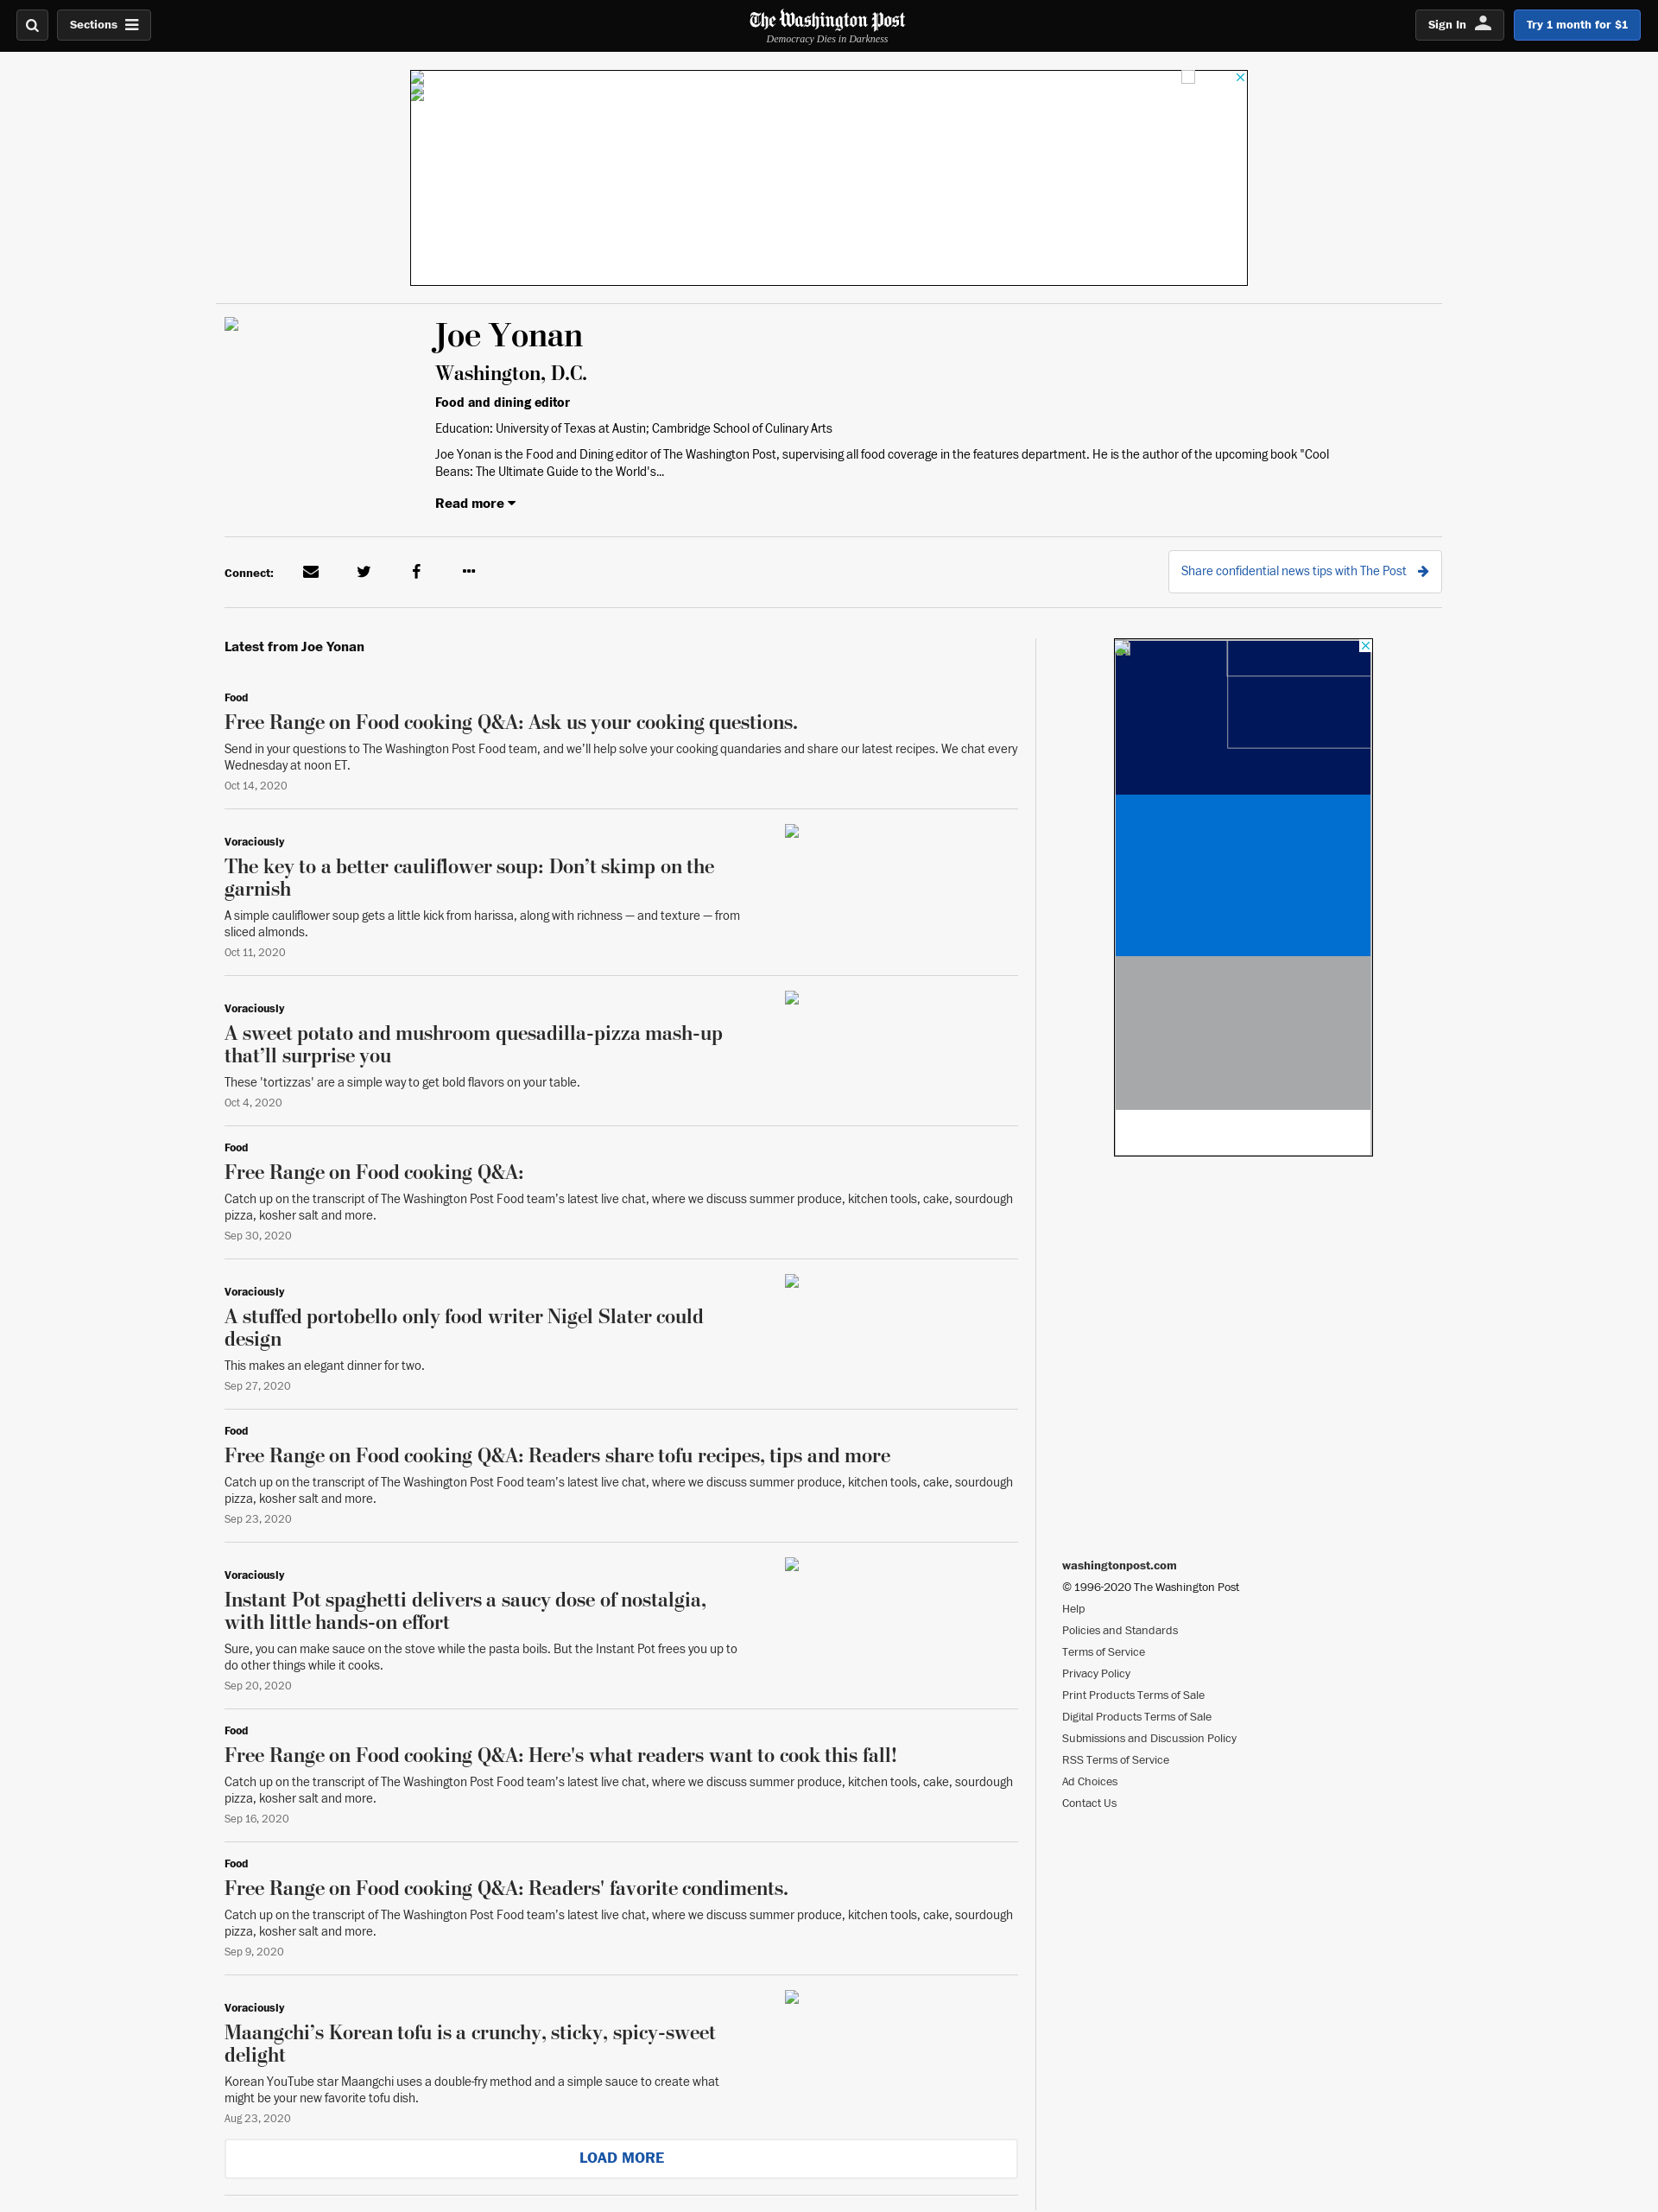 Sections
The Washington Post
Democracy Dies in Darkness
Sign In
Try 1 month for $1
Joe Yonan
Washington, D.C.
Food and dining editor
Education: University of Texas at Austin; Cambridge School of Culinary Arts
Joe Yonan is the Food and Dining editor of The Washington Post, supervising all food coverage in the features department. He is the author of the upcoming book "Cool
Beans: The Ultimate Guide to the World's...
Read more
Connect:
Share confidential news tips with The Post
Latest from Joe Yonan
Food
Free Range on Food cooking Q&A: Ask us your cooking questions.
Send in your questions to The Washington Post Food team, and we’ll help solve your cooking quandaries and share our latest recipes. We chat every
Wednesday at noon ET.
Oct 14, 2020
Voraciously
The key to a better cauliflower soup: Don’t skimp on the
garnish
A simple cauliflower soup gets a little kick from harissa, along with richness — and texture — from
sliced almonds.
Oct 11, 2020
Voraciously
A sweet potato and mushroom quesadilla-pizza mash-up
that’ll surprise you
These 'tortizzas' are a simple way to get bold flavors on your table.
Oct 4, 2020
Food
Free Range on Food cooking Q&A:
Catch up on the transcript of The Washington Post Food team’s latest live chat, where we discuss summer produce, kitchen tools, cake, sourdough
pizza, kosher salt and more.
Sep 30, 2020
Voraciously
A stuffed portobello only food writer Nigel Slater could
design
This makes an elegant dinner for two.
Sep 27, 2020
Food
Free Range on Food cooking Q&A: Readers share tofu recipes, tips and more
Catch up on the transcript of The Washington Post Food team’s latest live chat, where we discuss summer produce, kitchen tools, cake, sourdough
pizza, kosher salt and more.
Sep 23, 2020
Voraciously
Instant Pot spaghetti delivers a saucy dose of nostalgia,
with little hands-on effort
Sure, you can make sauce on the stove while the pasta boils. But the Instant Pot frees you up to
do other things while it cooks.
Sep 20, 2020
Food
Free Range on Food cooking Q&A: Here's what readers want to cook this fall!
Catch up on the transcript of The Washington Post Food team’s latest live chat, where we discuss summer produce, kitchen tools, cake, sourdough
pizza, kosher salt and more.
Sep 16, 2020
Food
Free Range on Food cooking Q&A: Readers' favorite condiments.
Catch up on the transcript of The Washington Post Food team’s latest live chat, where we discuss summer produce, kitchen tools, cake, sourdough
pizza, kosher salt and more.
Sep 9, 2020
Voraciously
Maangchi’s Korean tofu is a crunchy, sticky, spicy-sweet
delight
Korean YouTube star Maangchi uses a double-fry method and a simple sauce to create what
might be your new favorite tofu dish.
Aug 23, 2020
LOAD MORE
washingtonpost.com
© 1996-2020 The Washington Post
Help
Policies and Standards
Terms of Service
Privacy Policy
Print Products Terms of Sale
Digital Products Terms of Sale
Submissions and Discussion Policy
RSS Terms of Service
Ad Choices
Contact Us